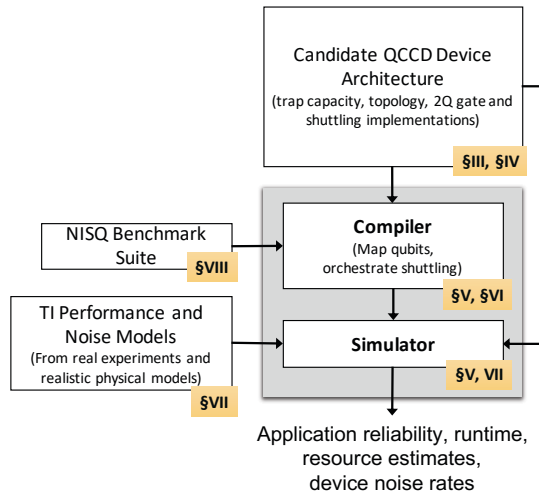 Candidate QCCD Device
Architecture
(trap capacity, topology, 2Q gate and
shuttling implementations)
§III, §IV
Compiler
(Map qubits,
orchestrate shuttling)
§V, §VI
NISQ Benchmark
Suite
§VIII
TI Performance and
Noise Models
(From real experiments and
realistic physical models)
§VII
Simulator
§V, VII
Application reliability, runtime,
resource estimates,
device noise rates